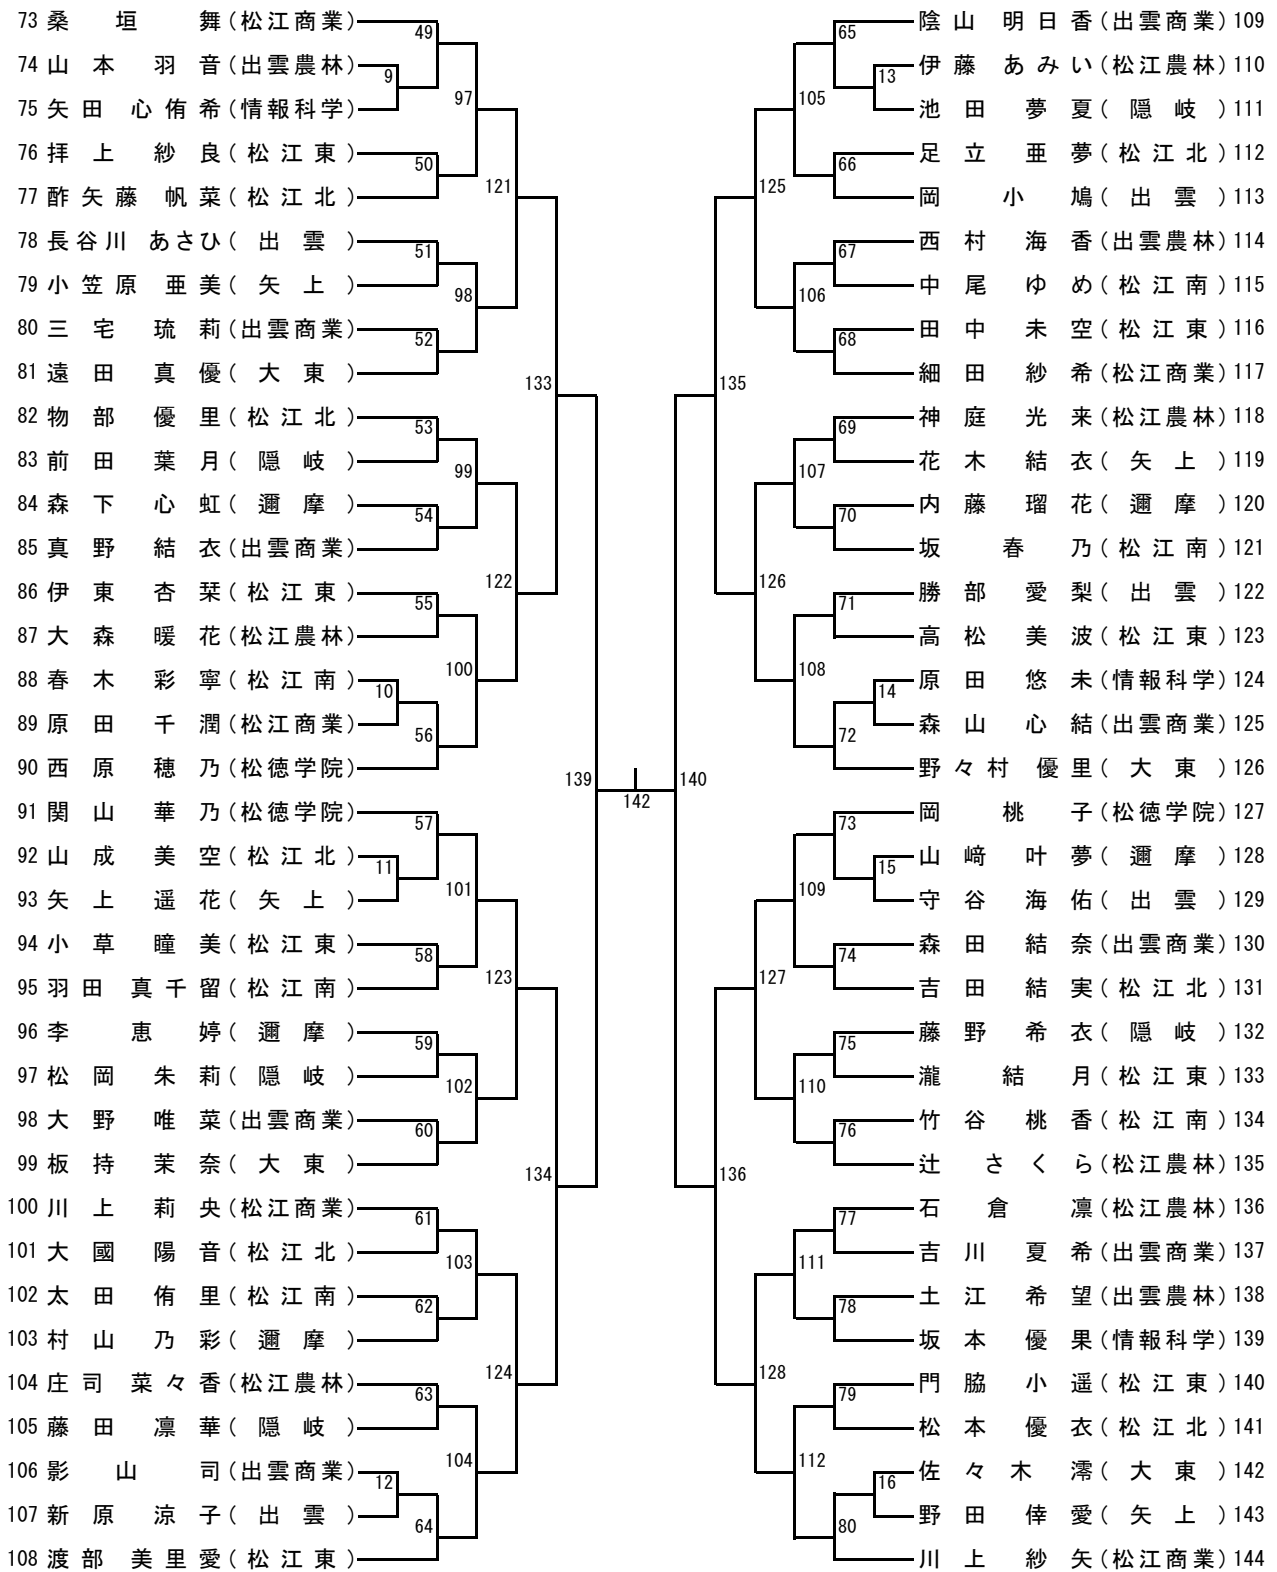 73 桑垣舞(松江商業)
74 山本羽音(出雲農林)
75 矢田心侑希(情報科学)
76 拝上紗良(松江東)
77 酢矢藤帆菜(松江北)
78 長谷川あさひ(出雲)
79 小笠原亜美(矢上)
80 三宅琉莉(出雲商業)
81 遠田真優(大東)
82 物部優里(松江北)
83 前田葉月(隠岐)
84 森下心虹(邇摩)
85 真野結衣(出雲商業)
86 伊東杏栞(松江東)
87 大森暖花(松江農林)
88 春木彩寧(松江南)
89 原田千潤(松江商業)
90 西原穂乃(松徳学院)
91 関山華乃(松徳学院)
92 山成美空(松江北)
93 矢上遥花(矢上)
94 小草瞳美(松江東)
95 羽田真千留(松江南)
96 李恵婷(邇摩)
97 松岡朱莉(隠岐)
98 大野唯菜(出雲商業)
99 板持茉奈(大東)
100 川上莉央(松江商業)
101 大國陽音(松江北)
102 太田侑里(松江南)
103 村山乃彩(邇摩)
104 庄司菜々香(松江農林)
105 藤田凛華(隠岐)
106 影山司(出雲商業)
107 新原涼子(出雲)
108 渡部美里愛(松江東)
49
9
97
50
121
51
98
52
133
53
99
54
122
55
100
10
56
139
57
11
101
58
123
59
102
60
134
61
103
62
124
63
104
12
64
142
65
13
105
66
125
67
106
68
135
69
107
70
126
71
108
14
72
140
73
15
109
74
127
75
110
76
136
77
111
78
128
79
112
16
80
陰山明日香(出雲商業) 109
伊藤あみい(松江農林) 110
池田夢夏(隠岐) 111
足立亜夢(松江北) 112
岡小鳩(出雲) 113
西村海香(出雲農林) 114
中尾ゆめ(松江南) 115
田中未空(松江東) 116
細田紗希(松江商業) 117
神庭光来(松江農林) 118
花木結衣(矢上) 119
内藤瑠花(邇摩) 120
坂春乃(松江南) 121
勝部愛梨(出雲) 122
高松美波(松江東) 123
原田悠未(情報科学) 124
森山心結(出雲商業) 125
野々村優里(大東) 126
岡桃子(松徳学院) 127
山﨑叶夢(邇摩) 128
守谷海佑(出雲) 129
森田結奈(出雲商業) 130
吉田結実(松江北) 131
藤野希衣(隠岐) 132
瀧結月(松江東) 133
竹谷桃香(松江南) 134
辻さくら(松江農林) 135
石倉凛(松江農林) 136
吉川夏希(出雲商業) 137
土江希望(出雲農林) 138
坂本優果(情報科学) 139
門脇小遥(松江東) 140
松本優衣(松江北) 141
佐々木澪(大東) 142
野田倖愛(矢上) 143
川上紗矢(松江商業) 144